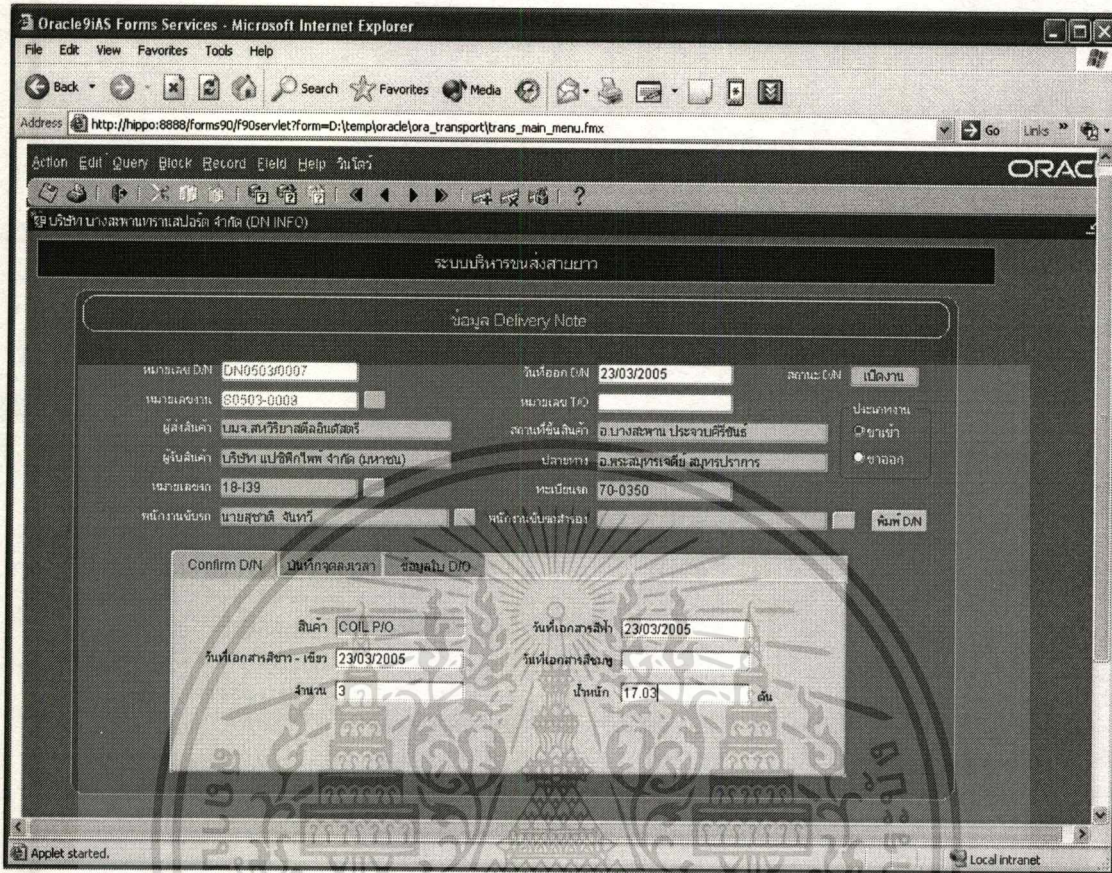 Oracle9iAS Forms Services - Microsoft Internet Explorer
File Edit View Favorites Tools Help
Back Search Favorites Media
Address http://hippo:8888/forms90/f90servlet?form=D:\temp\oracle\ora_transport\trans_main_menu.fmx Go Links »
Action Edit Query Block Record Field Help วินโดว์ ORAC
บริษัท บางสะพานทรานสปอร์ต จำกัด (DN INFO)
ระบบบริหารขนส่งสายยาว
ข้อมูล Delivery Note
หมายเลข D/N DN0503/0007 วันที่ออก D/N 23/03/2005 สถานะ D/N เปิดงาน
หมายเลขงาน S0503-0008 หมายเลข T/O ประเภทงาน
ผู้ส่งสินค้า บมจ.สหวิริยาสตีลอินดัสตรี สถานที่ขึ้นสินค้า อ.บางสะพาน ประจวบคีรีขันธ์ ขาเข้า
ผู้รับสินค้า บริษัท แปซิฟิกไพพ์ จำกัด (มหาชน) ปลายทาง อ.พระสมุทรเจดีย์ สมุทรปราการ ขาออก
หมายเลขรถ 18-139 ทะเบียนรถ 70-0350
พนักงานขับรถ นายสุชาติ จันทวี พนักงานขับรถสำรอง พิมพ์ D/N
Confirm D/N บันทึกจุดลงเวลา ข้อมูลใบ D/O
สินค้า COIL P/O วันที่เอกสารสีฟ้า 23/03/2005
วันที่เอกสารสีขาว - เขียว 23/03/2005 วันที่เอกสารสีชมพู
จำนวน 3 น้ำหนัก 17.03 ตัน
Applet started. Local intranet